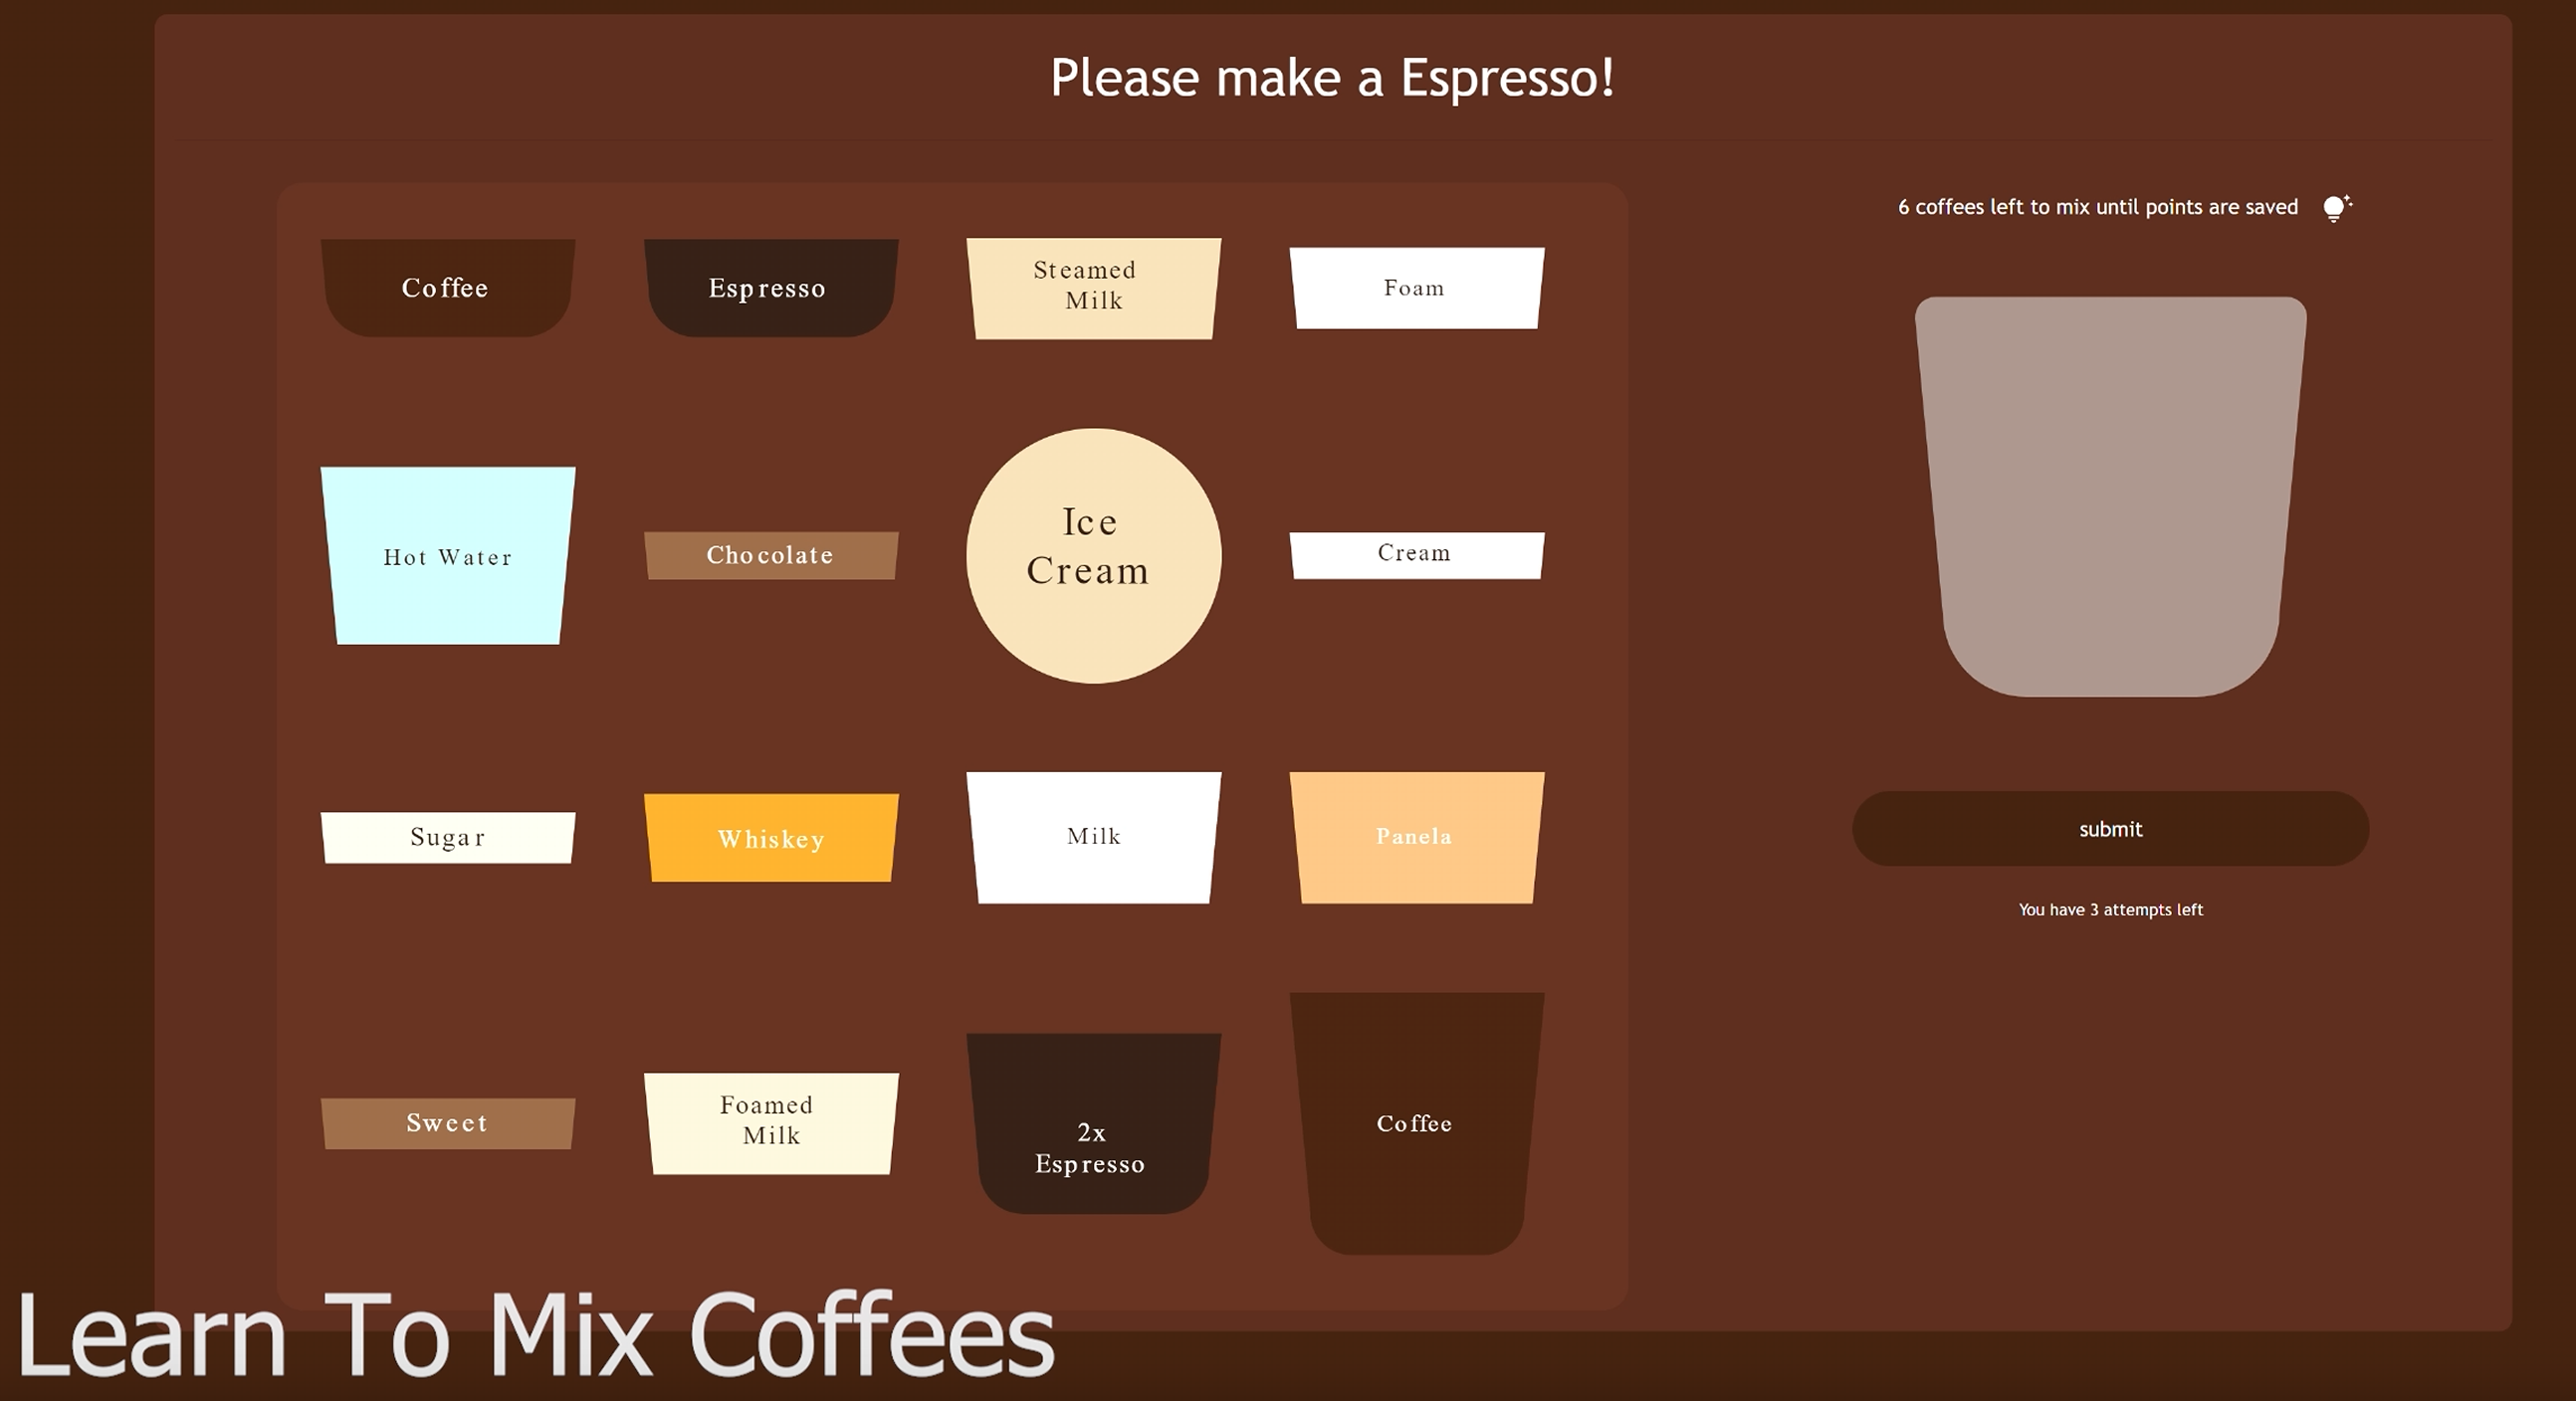 Please make a Espresso!
6 coffees left to mix until points are saved
Coffee
Espresso
Steamed
Milk
Foam
Hot Water
Chocolate
Ice
Cream
Cream
Sugar
Whiskey
Milk
Panela
Sweet
Foamed
Milk
2x
Espresso
Coffee
submit
You have 3 attempts left
Learn To Mix Coffees